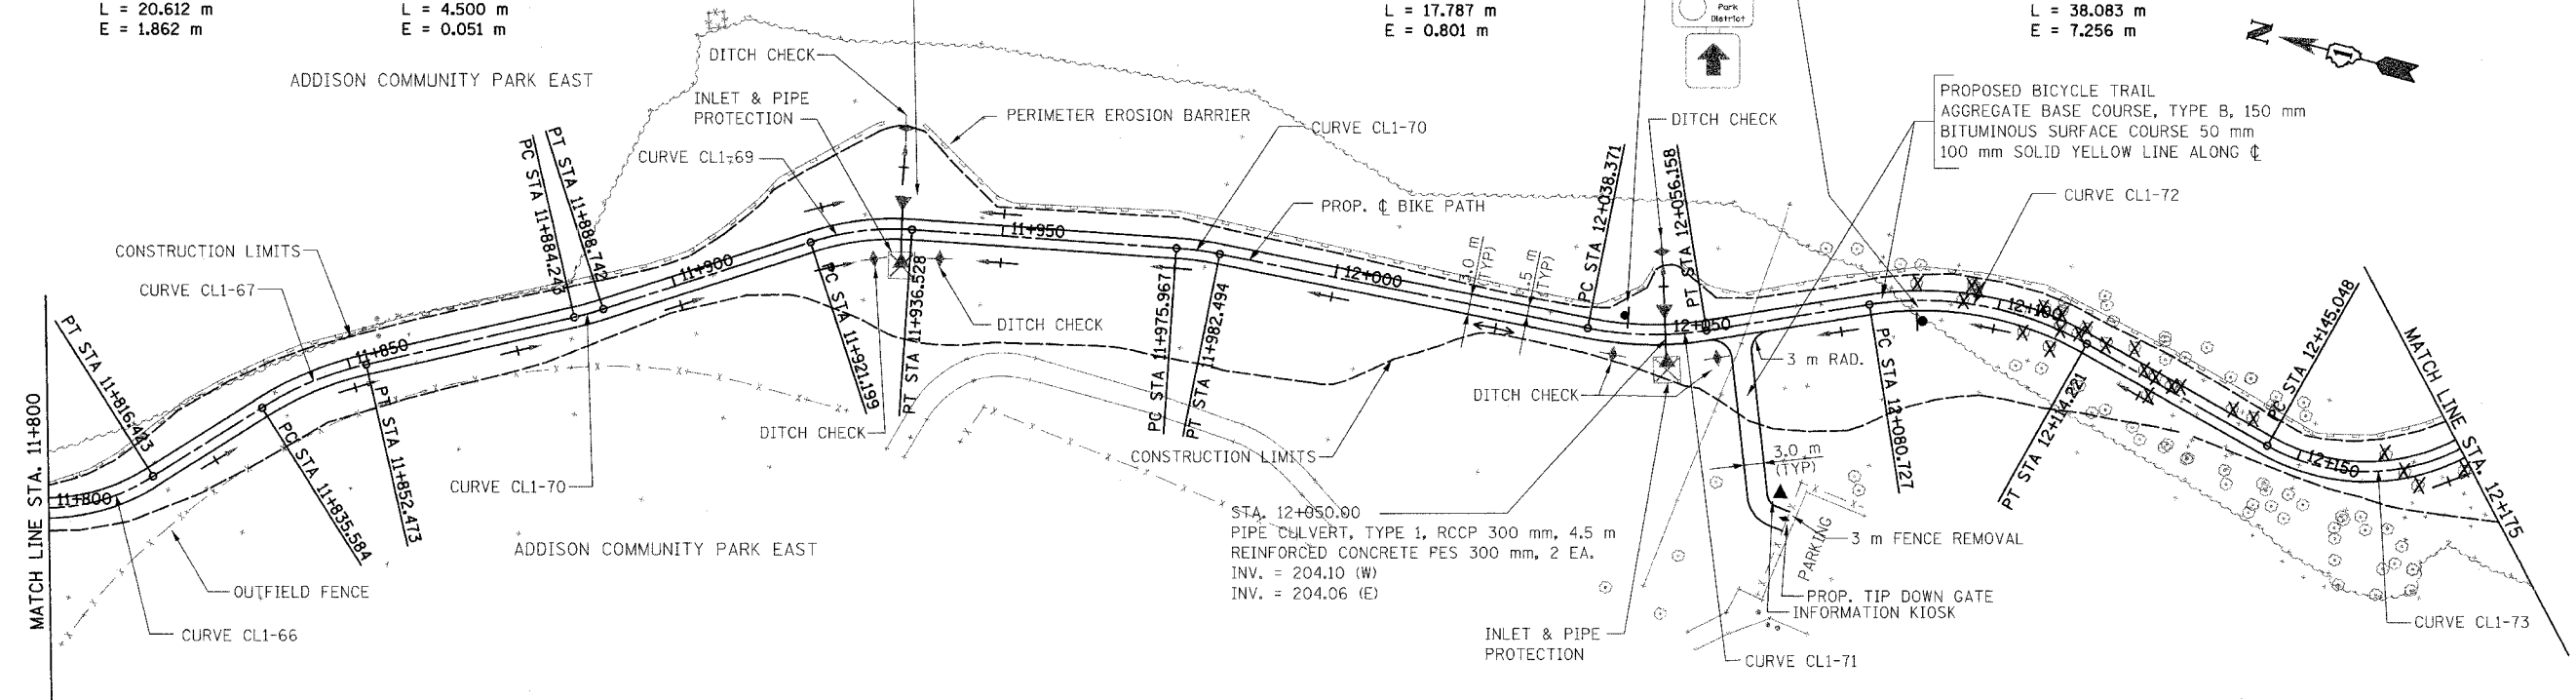 L = 20.612 m
E = 1.862 m
L = 4.500 m
E = 0.051 m
L = 17.787 m
E = 0.801 m
Park
District
L = 38.083 m
E = 7.256 m
N
1
ADDISON COMMUNITY PARK EAST
DITCH CHECK
INLET & PIPE
PROTECTION
PERIMETER EROSION BARRIER
CURVE CL1-69
CURVE CL1-70
DITCH CHECK
PROPOSED BICYCLE TRAIL
AGGREGATE BASE COURSE, TYPE B, 150 mm
BITUMINOUS SURFACE COURSE 50 mm
100 mm SOLID YELLOW LINE ALONG ℄
CURVE CL1-72
PROP. ℄ BIKE PATH
PC STA 11+884.243
PT STA 11+888.742
PC STA 12+038.371
PT STA 12+056.158
CONSTRUCTION LIMITS
CURVE CL1-67
11+800
11+850
11+900
11+950
12+000
12+050
12+100
12+150
3.0 m
(TYP)
1.5 m
(TYP)
PT STA 11+816.423
PC STA 11+835.584
PT STA 11+852.473
PC STA 11+921.199
PT STA 11+936.528
PC STA 11+975.967
PT STA 11+982.494
PC STA 12+080.727
PT STA 12+114.221
PC STA 12+145.048
MATCH LINE STA. 11+800
MATCH LINE STA. 12+175
DITCH CHECK
DITCH CHECK
DITCH CHECK
3 m RAD.
CONSTRUCTION LIMITS
3.0 m
(TYP)
CURVE CL1-70
STA. 12+050.00
PIPE CULVERT, TYPE 1, RCCP 300 mm, 4.5 m
REINFORCED CONCRETE FES 300 mm, 2 EA.
INV. = 204.10 (W)
INV. = 204.06 (E)
ADDISON COMMUNITY PARK EAST
OUTFIELD FENCE
CURVE CL1-66
3 m FENCE REMOVAL
PARKING
PROP. TIP DOWN GATE
INFORMATION KIOSK
INLET & PIPE
PROTECTION
CURVE CL1-71
CURVE CL1-73